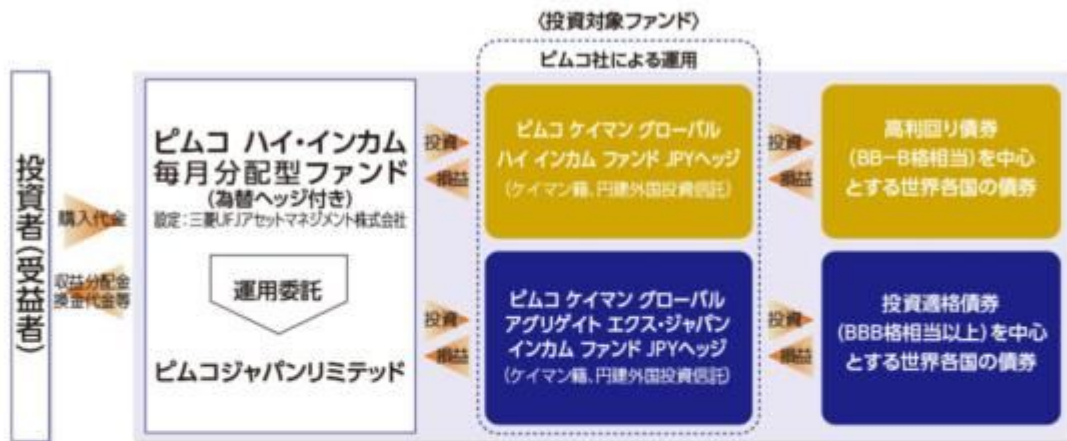 〈投資対象ファンド〉
ピムコ社による運用
投資者(受益者)
購入代金
収益分配金
換金代金等
ピムコ ハイ・インカム
毎月分配型ファンド
(為替ヘッジ付き)
設定：三菱UFJアセットマネジメント株式会社
運用委託
ピムコジャパンリミテッド
投資
損益
ピムコ ケイマン グローバル
ハイ インカム ファンド JPYヘッジ
(ケイマン籍、円建外国投資信託)
投資
損益
高利回り債券
(BB−B格相当)を中心
とする世界各国の債券
投資
損益
ピムコ ケイマン グローバル
アグリゲイト エクス・ジャパン
インカム ファンド JPYヘッジ
(ケイマン籍、円建外国投資信託)
投資
損益
投資適格債券
(BBB格相当以上)を中心
とする世界各国の債券